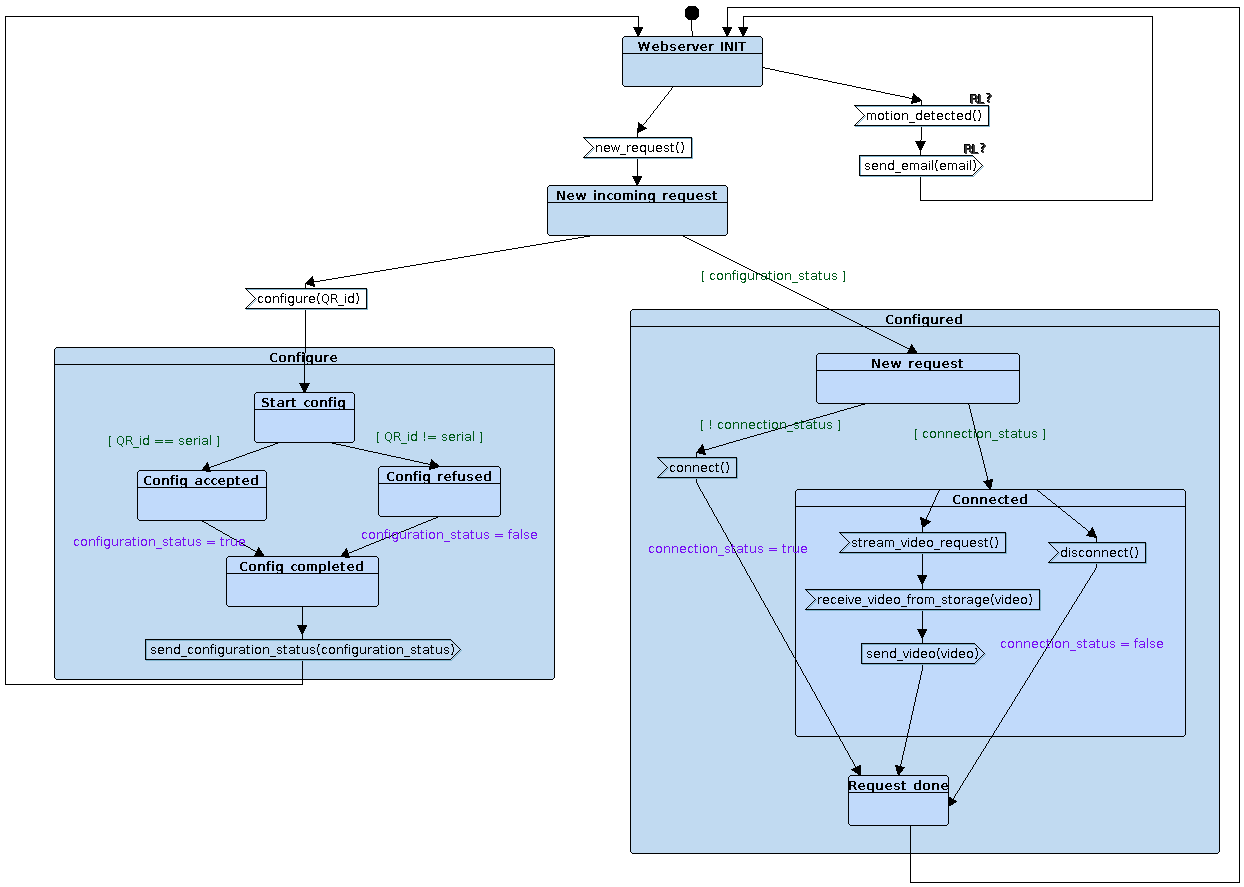 Webserver INIT
RL?
motion_detected()
new_request()
RL?
send_email(email)
New incoming request
[ configuration_status ]
configure(QR_id)
Configured
Configure
New request
Start config
[ ! connection_status ]
[ connection_status ]
[ QR_id == serial ]
[ QR_id != serial ]
connect()
Config accepted
Config refused
Connected
configuration_status = true
configuration_status = false
stream_video_request()
connection_status = true
disconnect()
Config completed
receive_video_from_storage(video)
send_configuration_status(configuration_status)
send_video(video)
connection_status = false
Request done